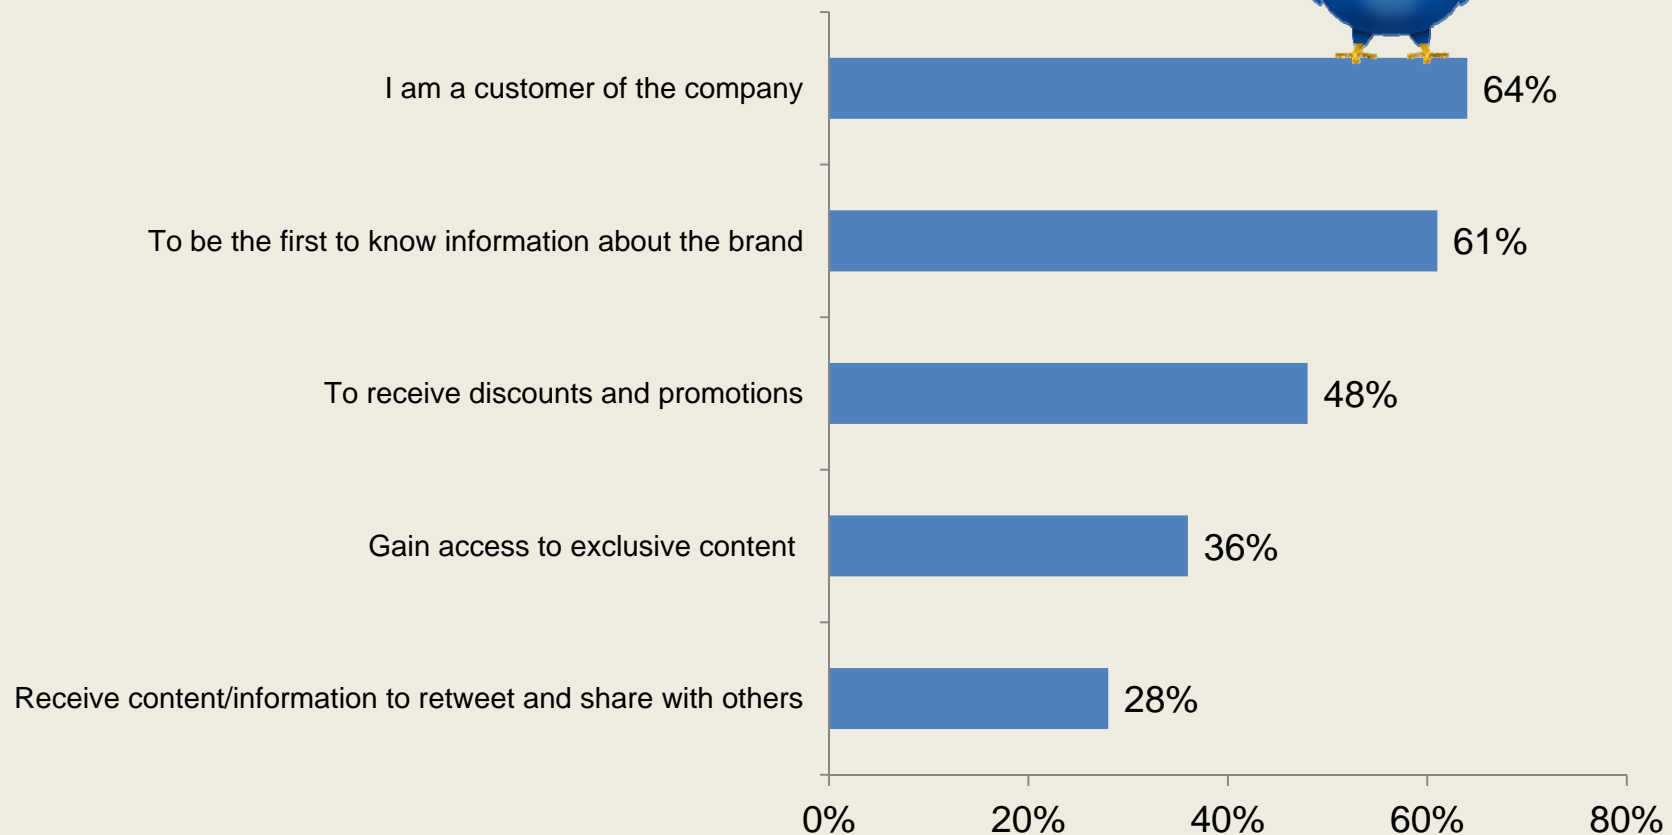 I am a customer of the company
64%
To be the first to know information about the brand
61%
To receive discounts and promotions
48%
Gain access to exclusive content
36%
Receive content/information to retweet and share with others
28%
0% 20% 40% 60% 80%